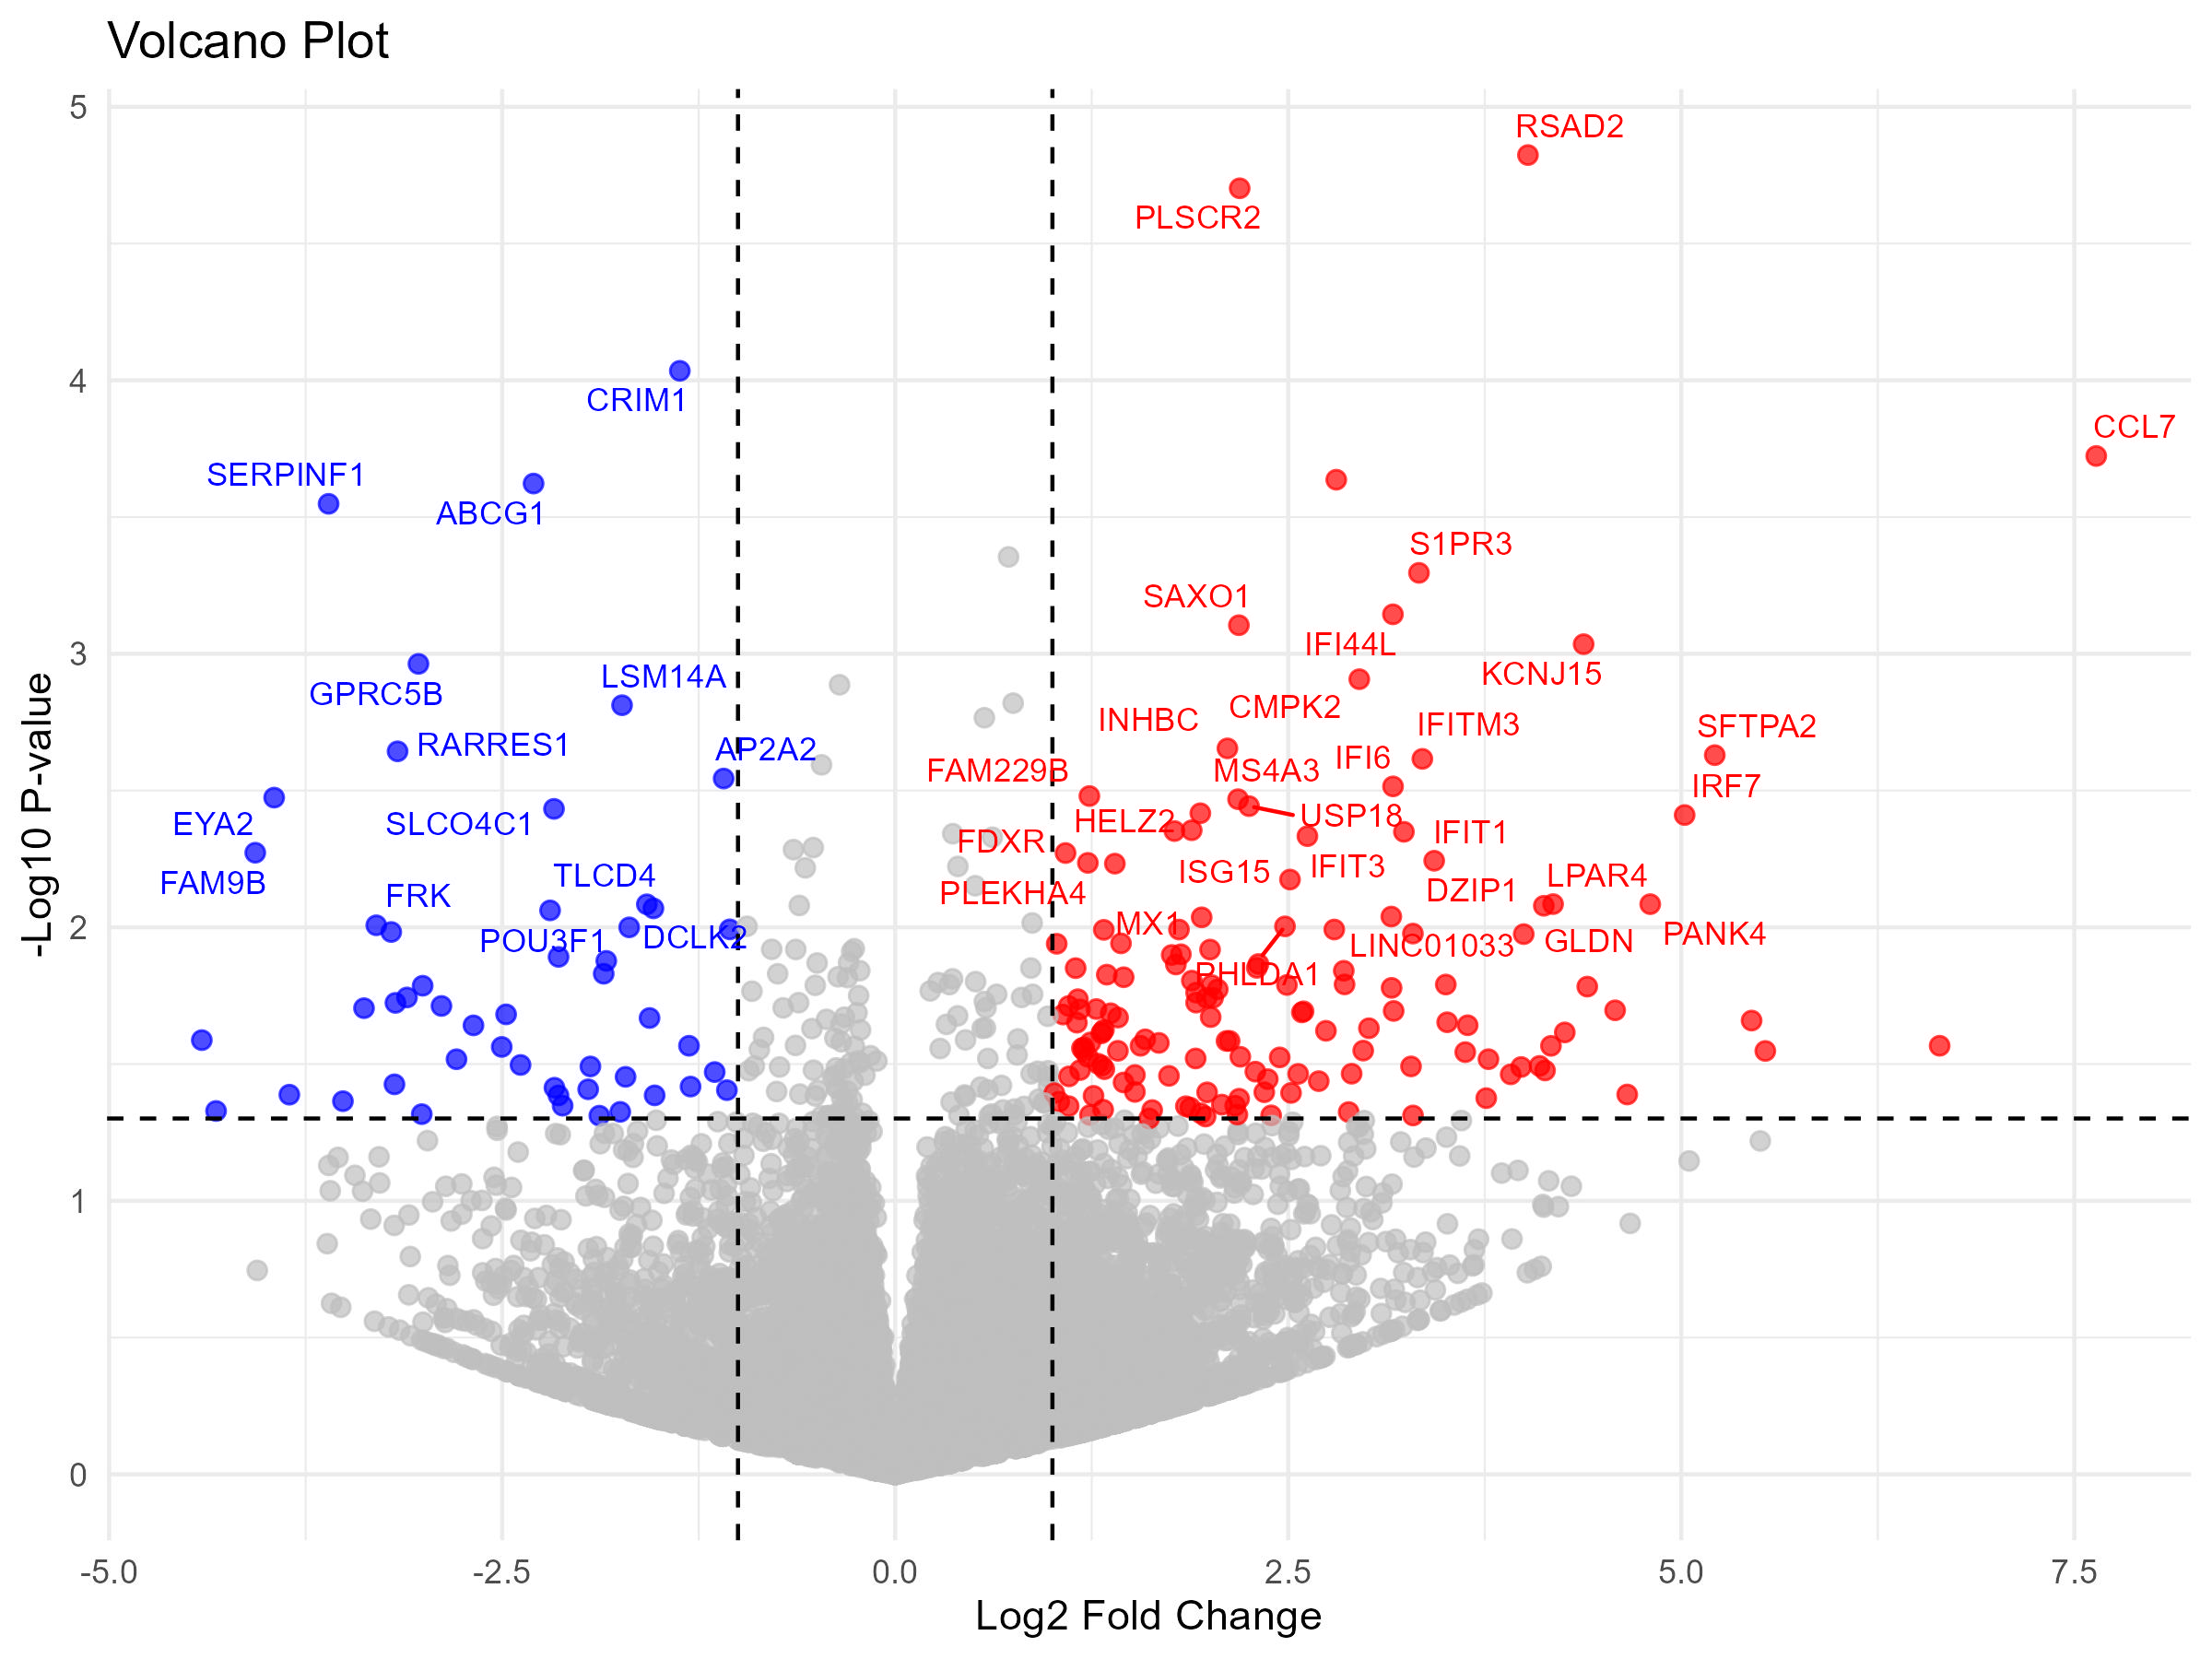 Volcano Plot
5
RSAD2
PLSCR2
4
CRIM1
CCL7
SERPINF1
ABCG1
S1PR3
SAXO1
IFI44L
3
KCNJ15
LSM14A
GPRC5B
CMPK2
INHBC
IFITM3
SFTPA2
RARRES1
AP2A2
IFI6
FAM229B
MS4A3
IRF7
EYA2
SLCO4C1
HELZ2
USP18
IFIT1
FDXR
FAM9B
TLCD4
ISG15
IFIT3
LPAR4
FRK
PLEKHA4
DZIP1
2
MX1
POU3F1
DCLK2
LINC01033
GLDN
PANK4
PHLDA1
1
0
-5.0
-2.5
0.0
2.5
5.0
7.5
Log2 Fold Change
-Log10 P-value